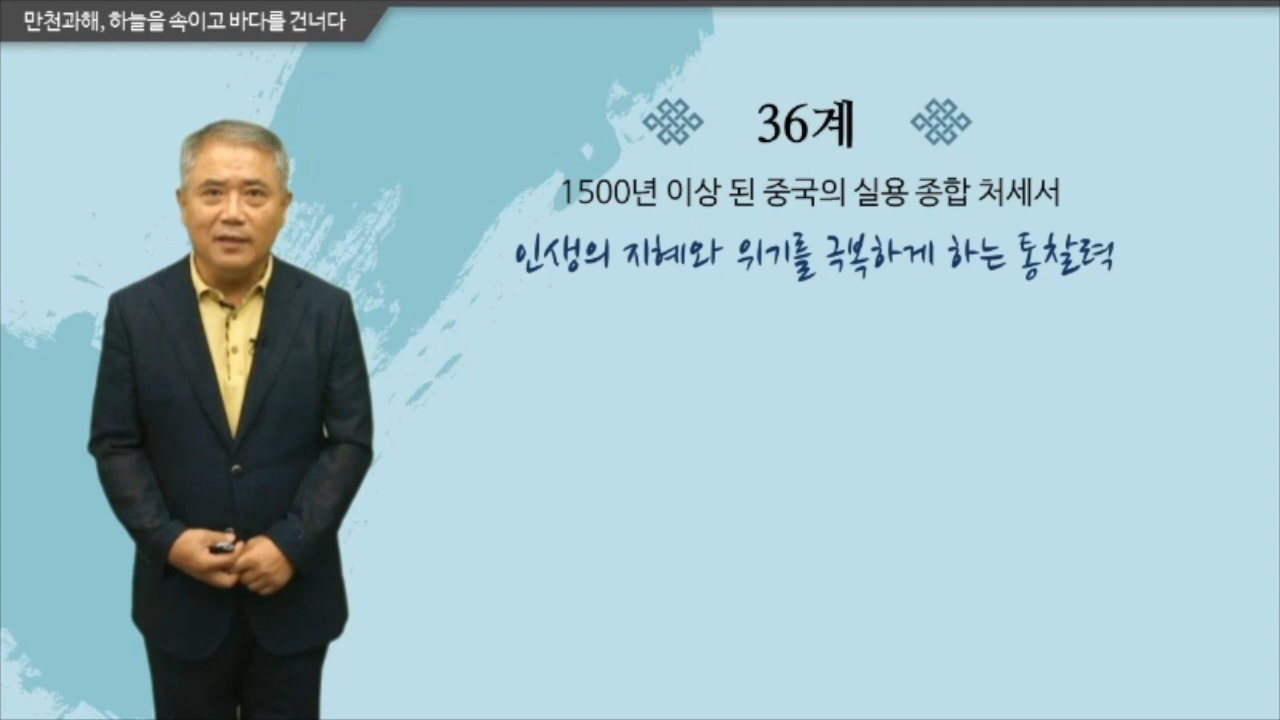 만천과해, 하늘을 속이고 바다를 건너다
36계
1500년 이상 된 중국의 실용 종합 처세서
인생의 지혜와 위기를 극복하게 하는 통찰력